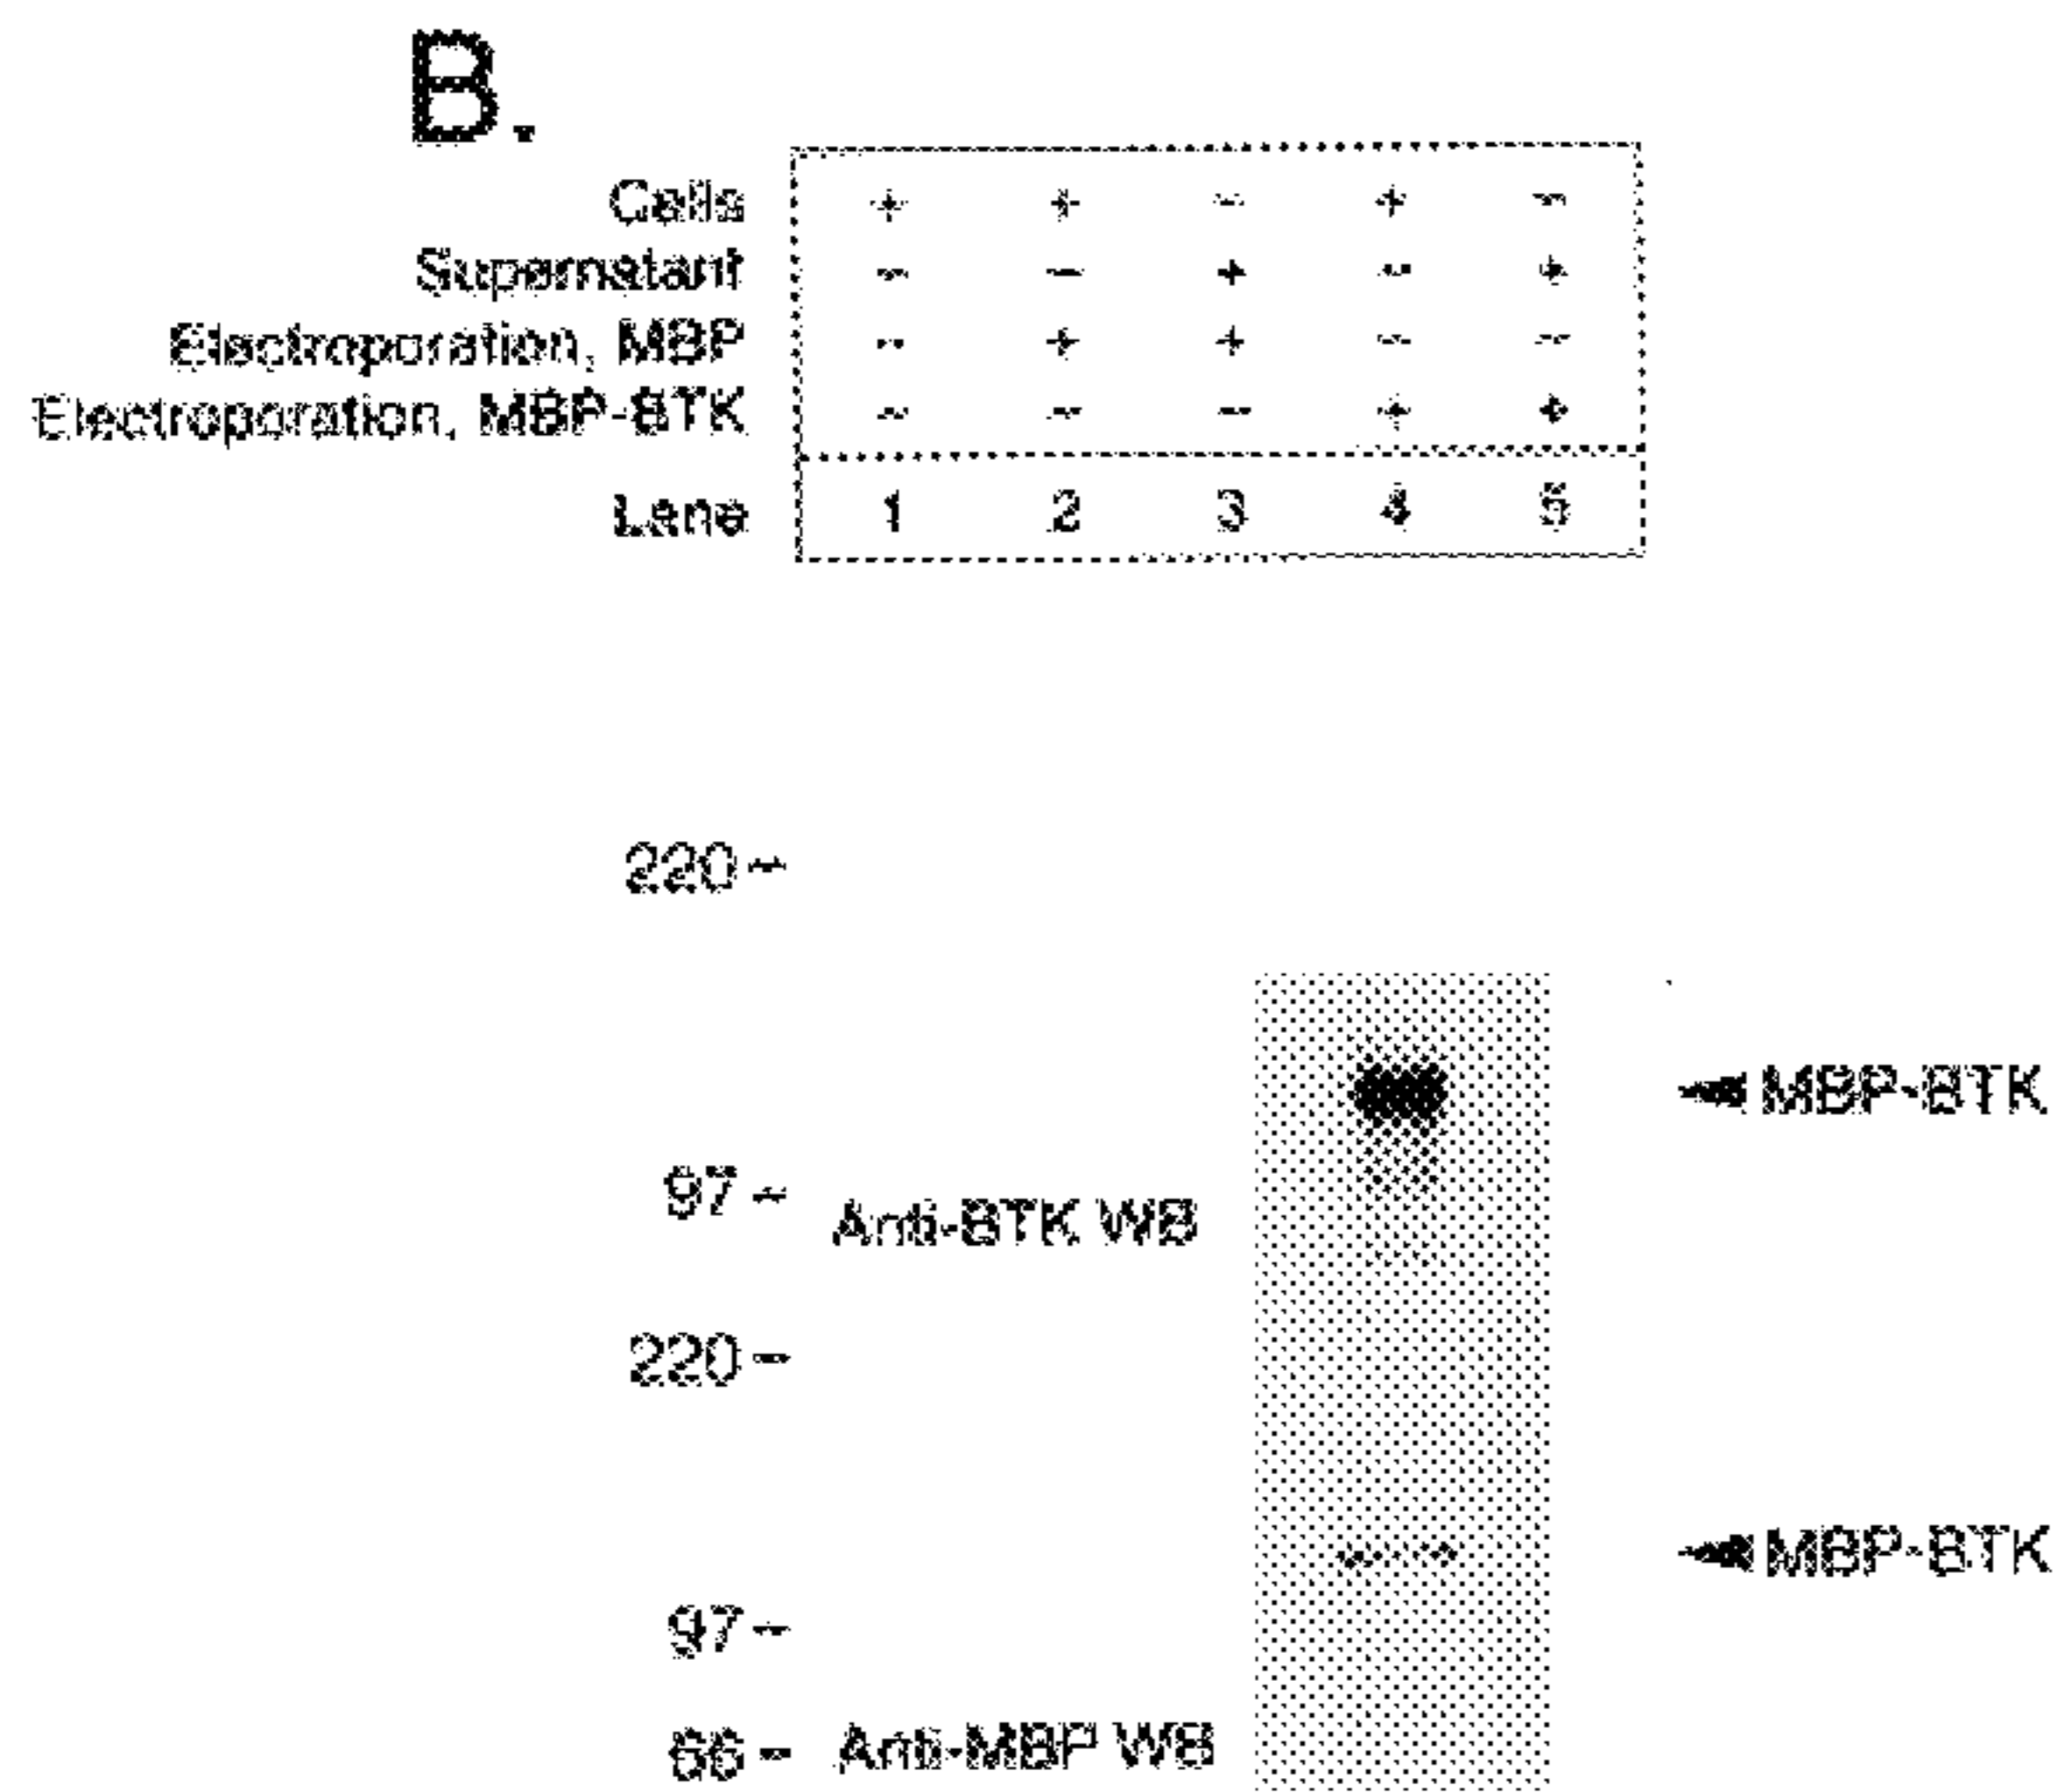 B.
Cells + + - + -
Supernatant - - + - +
Electroporation, MBP - + + - -
Electroporation, MBP-BTK - - - + +
Lane 1 2 3 4 5
220 -
MBP-BTK
97 -
Anti-BTK WB
220 -
MBP-BTK
97 -
66 - Anti-MBP WB